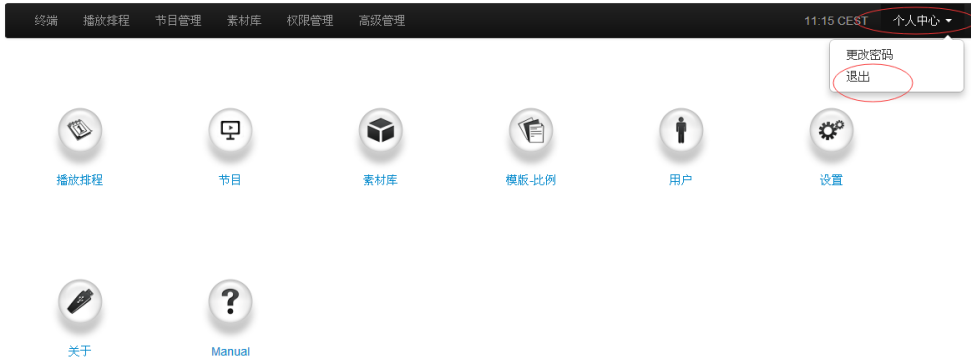 终端 播放排程 节目管理 素材库 权限管理 高级管理 11:15 CEST 个人中心
更改密码
退出
播放排程 节目 素材库 模版-比例 用户 设置
关于 Manual